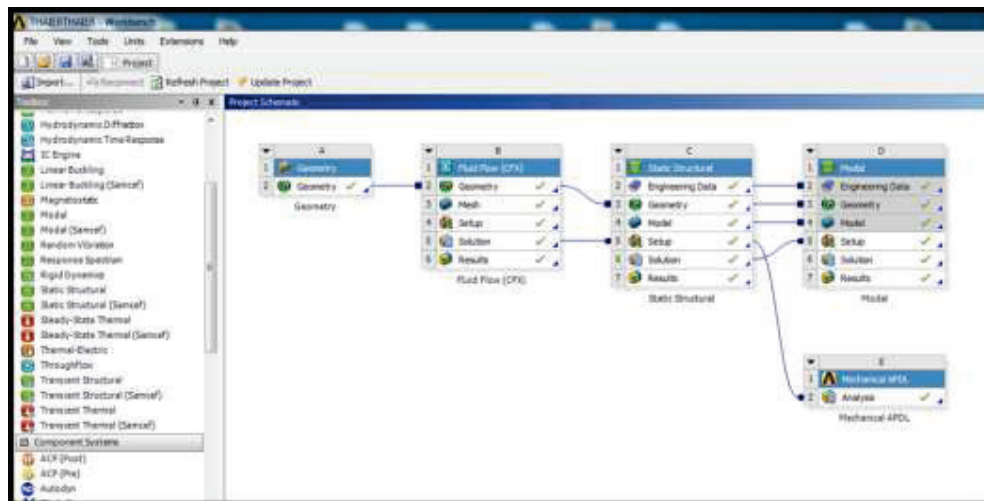 THAERTHAER - Workbench
File View Tools Units Extensions Help
Project
Import... Reconnect Refresh Project Update Project
Toolbox
Project Schematic
Hydrodynamic Diffraction
Hydrodynamic Time Response
IC Engine
Linear Buckling
Linear Buckling (Samcef)
Magnetostatic
Modal
Modal (Samcef)
Random Vibration
Response Spectrum
Rigid Dynamics
Static Structural
Static Structural (Samcef)
Steady-State Thermal
Steady-State Thermal (Samcef)
Thermal-Electric
Throughflow
Transient Structural
Transient Structural (Samcef)
Transient Thermal
Transient Thermal (Samcef)
Component Systems
ACP (Post)
ACP (Pre)
Autodyn
A
1 Geometry
2 Geometry
Geometry
B
1 Fluid Flow (CFX)
2 Geometry
3 Mesh
4 Setup
5 Solution
6 Results
Fluid Flow (CFX)
C
1 Static Structural
2 Engineering Data
3 Geometry
4 Model
5 Setup
6 Solution
7 Results
Static Structural
D
1 Modal
2 Engineering Data
3 Geometry
4 Model
5 Setup
6 Solution
7 Results
Modal
E
1 Mechanical APDL
2 Analysis
Mechanical APDL